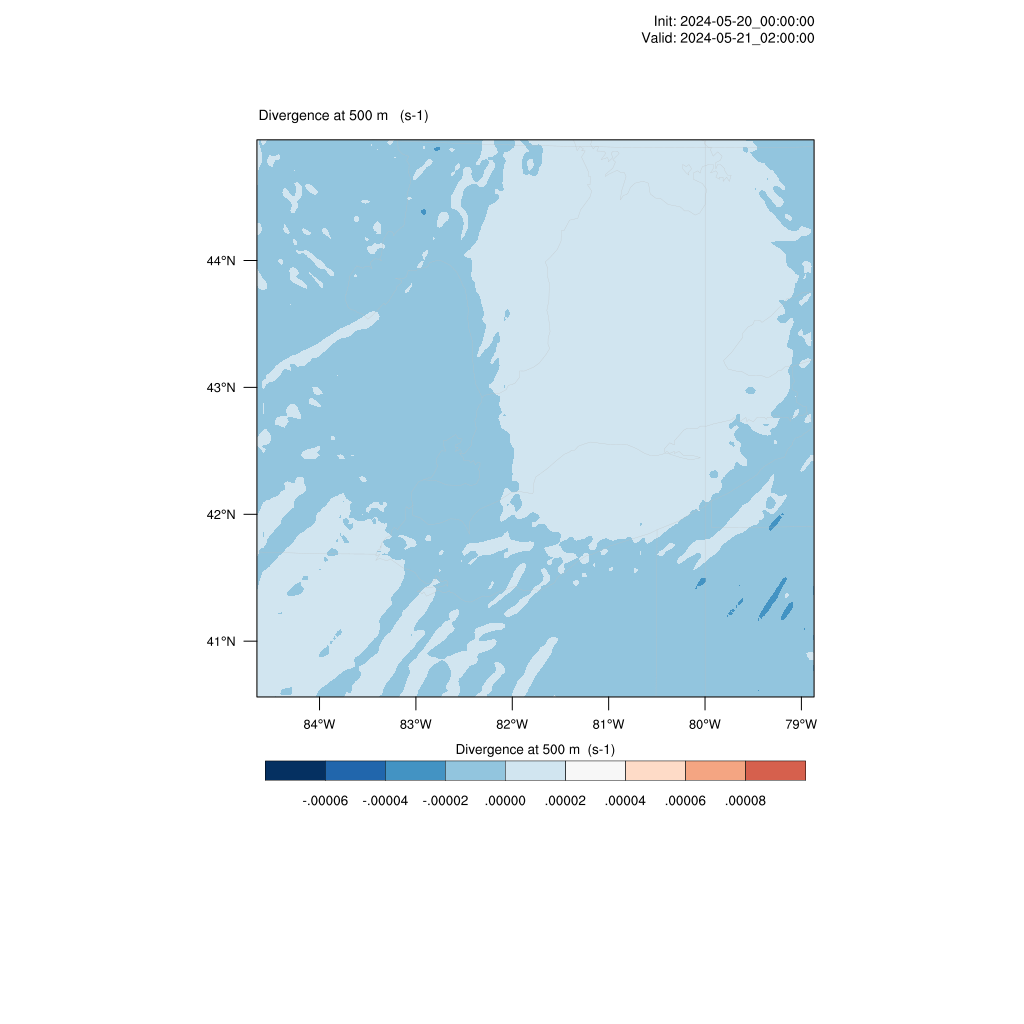 Init: 2024-05-20_00:00:00
Valid: 2024-05-21_02:00:00
Divergence at 500 m (s-1)
44°N
43°N
42°N
41°N
84°W 83°W 82°W 81°W 80°W 79°W
Divergence at 500 m (s-1)
-.00006 -.00004 -.00002 .00000 .00002 .00004 .00006 .00008